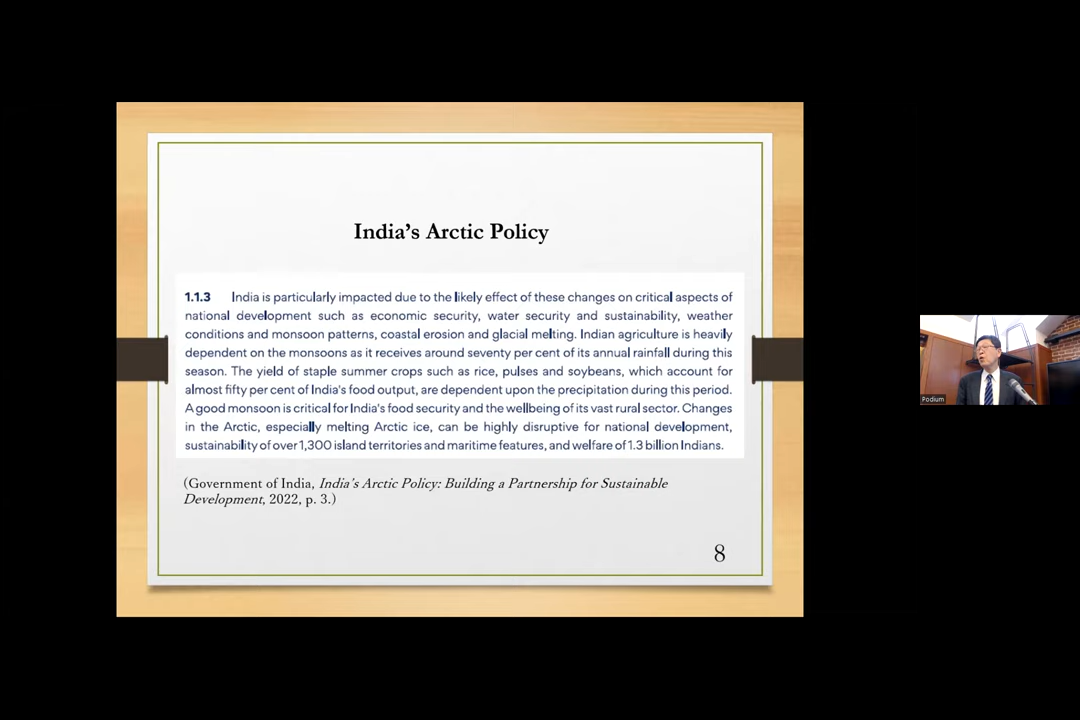 India's Arctic Policy
1.1.3 India is particularly impacted due to the likely effect of these changes on critical aspects of
national development such as economic security, water security and sustainability, weather
conditions and monsoon patterns, coastal erosion and glacial melting. Indian agriculture is heavily
dependent on the monsoons as it receives around seventy per cent of its annual rainfall during this
season. The yield of staple summer crops such as rice, pulses and soybeans, which account for
almost fifty per cent of India's food output, are dependent upon the precipitation during this period.
A good monsoon is critical for India's food security and the wellbeing of its vast rural sector. Changes
in the Arctic, especially melting Arctic ice, can be highly disruptive for national development,
sustainability of over 1,300 island territories and maritime features, and welfare of 1.3 billion Indians.
(Government of India, India's Arctic Policy: Building a Partnership for Sustainable
Development, 2022, p. 3.)
8
Podium